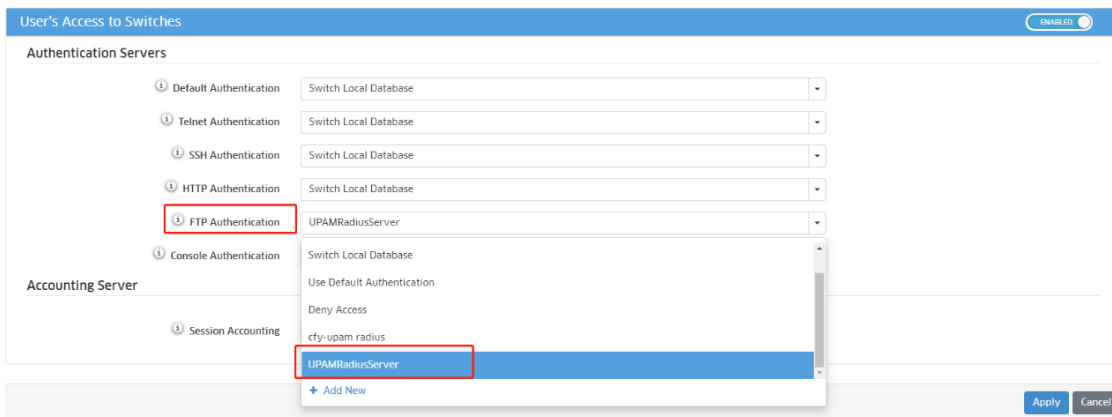 User's Access to Switches
ENABLED
Authentication Servers
Default Authentication Switch Local Database
Telnet Authentication Switch Local Database
SSH Authentication Switch Local Database
HTTP Authentication Switch Local Database
FTP Authentication UPAMRadiusServer
Console Authentication Switch Local Database
Use Default Authentication
Accounting Server
Deny Access
Session Accounting cfy-upam radius
UPAMRadiusServer
+ Add New
Apply Cancel